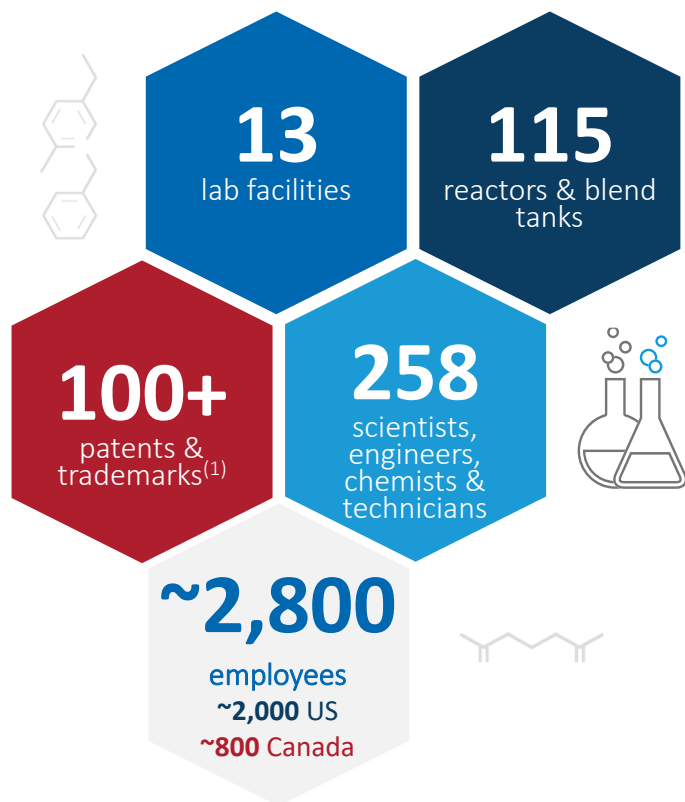 13
lab facilities
115
reactors & blend
tanks
100+
patents &
trademarks(1)
258
scientists,
engineers,
chemists &
technicians
~2,800
employees
~2,000 US
~800 Canada